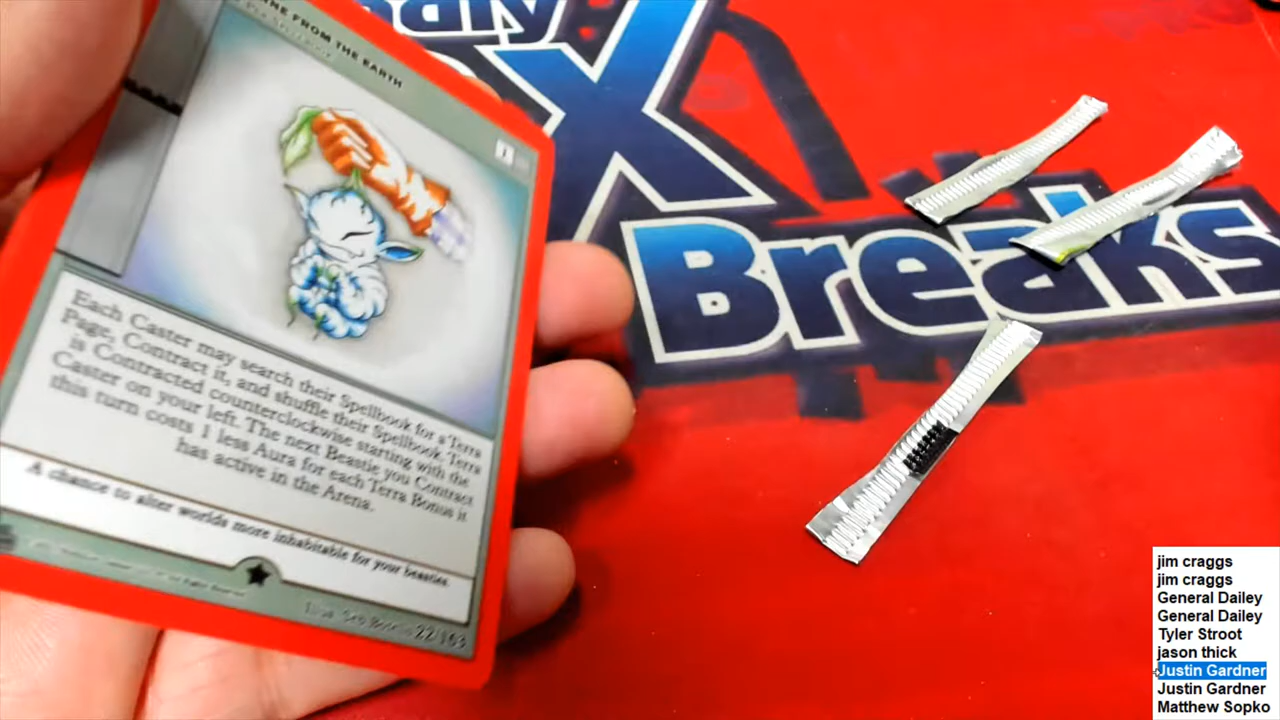 FROM THE EARTH
1
Each Caster may search their Spellbook for a Terra
Page, Contract it, and shuffle their Spellbook. Terra
is Contracted counterclockwise starting with the
Caster on your left. The next Beastie you Contract
this turn costs 1 less Aura for each Terra Bonus it
has active in the Arena.
A chance to alter worlds more inhabitable for your beasties.
22/163
X
Breaks
jim craggs
jim craggs
General Dailey
General Dailey
Tyler Stroot
jason thick
Justin Gardner
Justin Gardner
Matthew Sopko